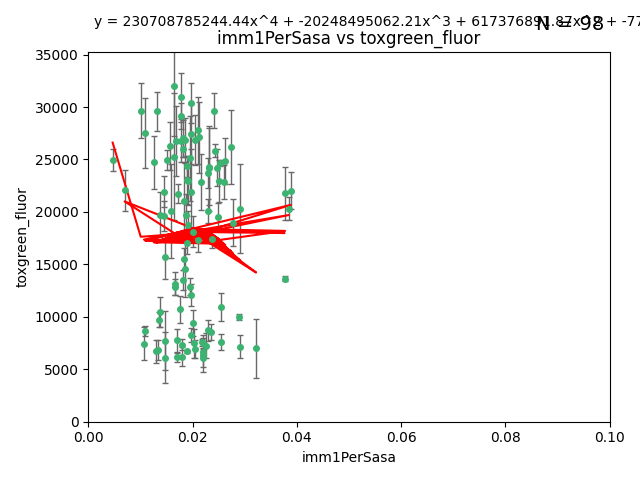 y = 230708785244.44x^4 + -20248495062.21x^3 +
N = 98
imm1PerSasa vs toxgreen_fluor
35000
30000
25000
20000
15000
10000
5000
0
toxgreen_fluor
0.00 0.02 0.04 0.06 0.08 0.10
imm1PerSasa